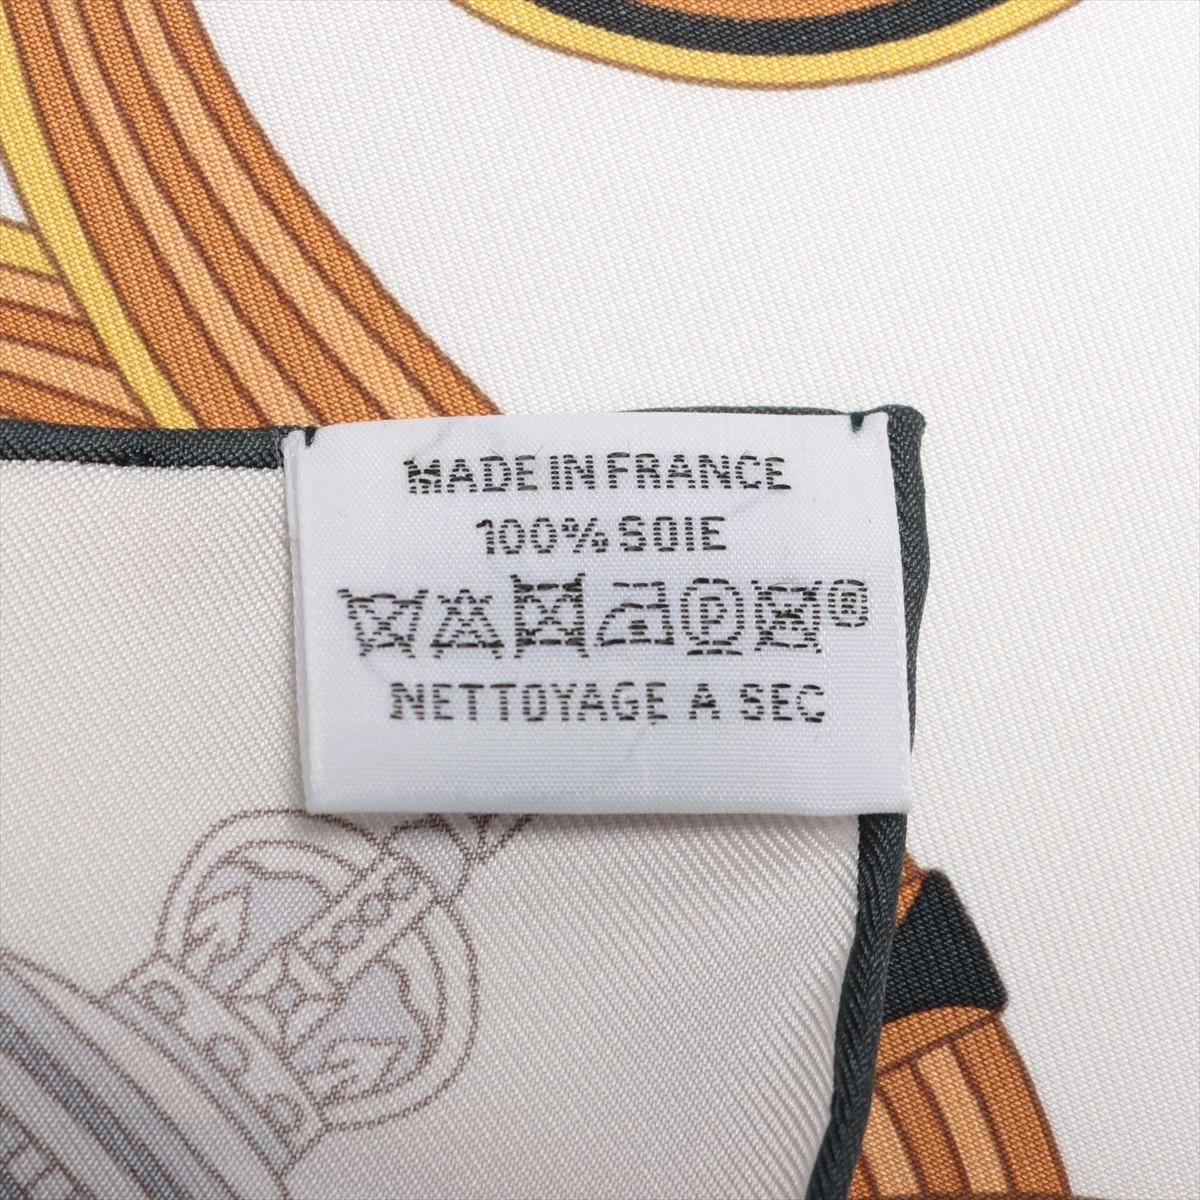 MADE IN FRANCE
100% SOIE
P ®
NETTOYAGE A SEC